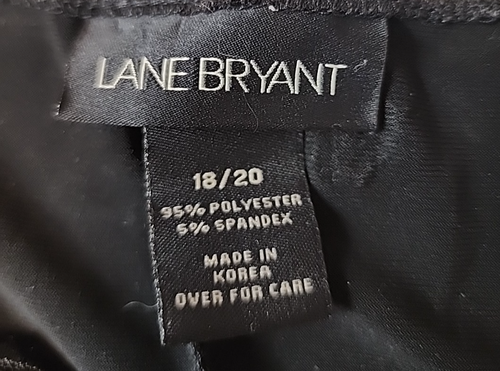 LANE BRYANT
18/20
95% POLYESTER
5% SPANDEX
MADE IN
KOREA
OVER FOR CARE